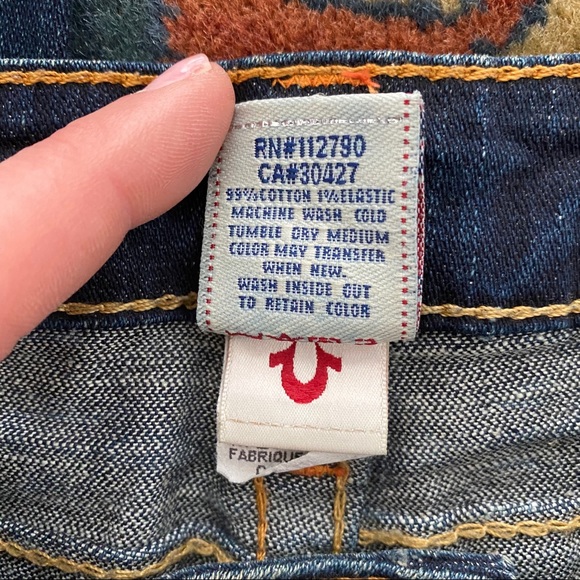 RN#112790
CA#30427
99%COTTON 1%ELASTIC
MACHINE WASH COLD
TUMBLE DRY MEDIUM
COLOR MAY TRANSFER
WHEN NEW.
WASH INSIDE OUT
TO RETAIN COLOR
FABRIQUE